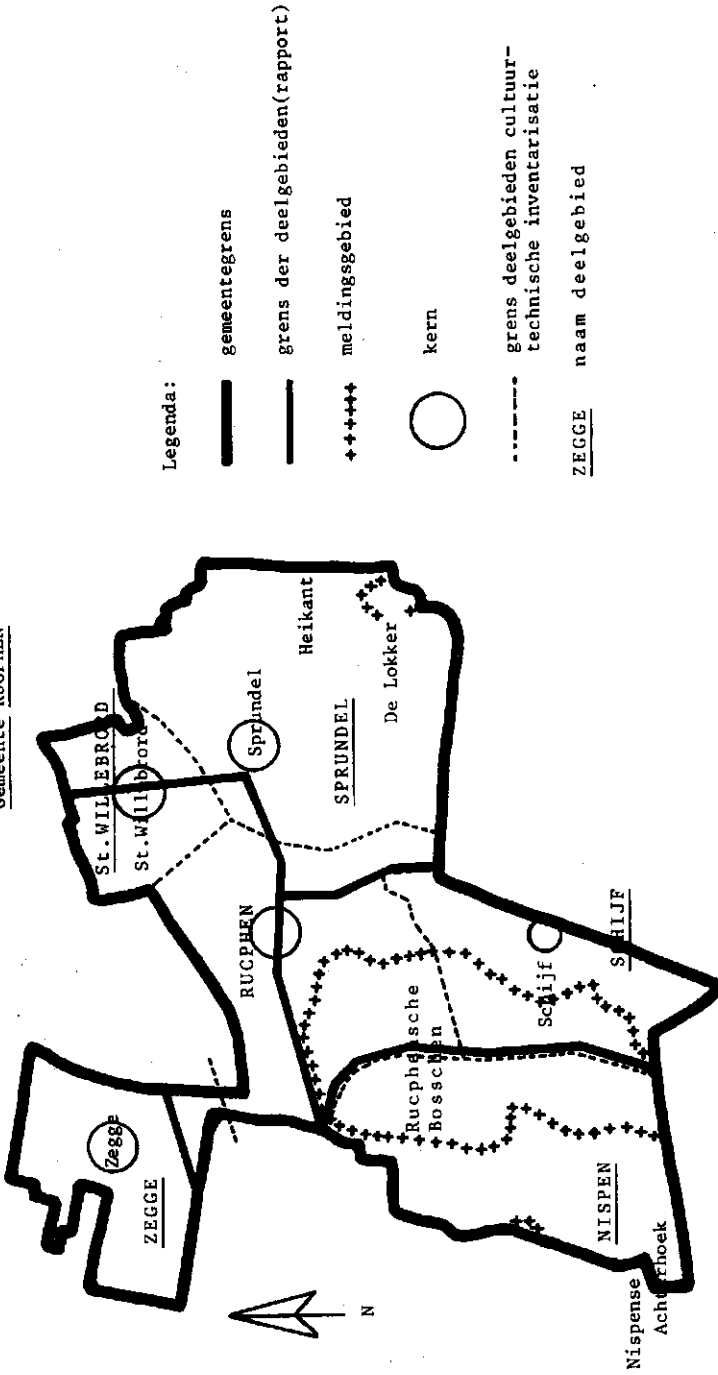 Gemeente RUCPHEN
St.WILLEBRORD
St.Willebrord
Zegge
ZEGGE
RUCPHEN
Sprundel
Heikant
SPRUNDEL
De Lokker
Rucphensche
Bosschen
Schijf
SCHIJF
NISPEN
Nispense
Achterhoek
N
Legenda:
gemeentegrens
grens der deelgebieden(rapport)
meldingsgebied
kern
grens deelgebieden cultuur-
technische inventarisatie
ZEGGE naam deelgebied